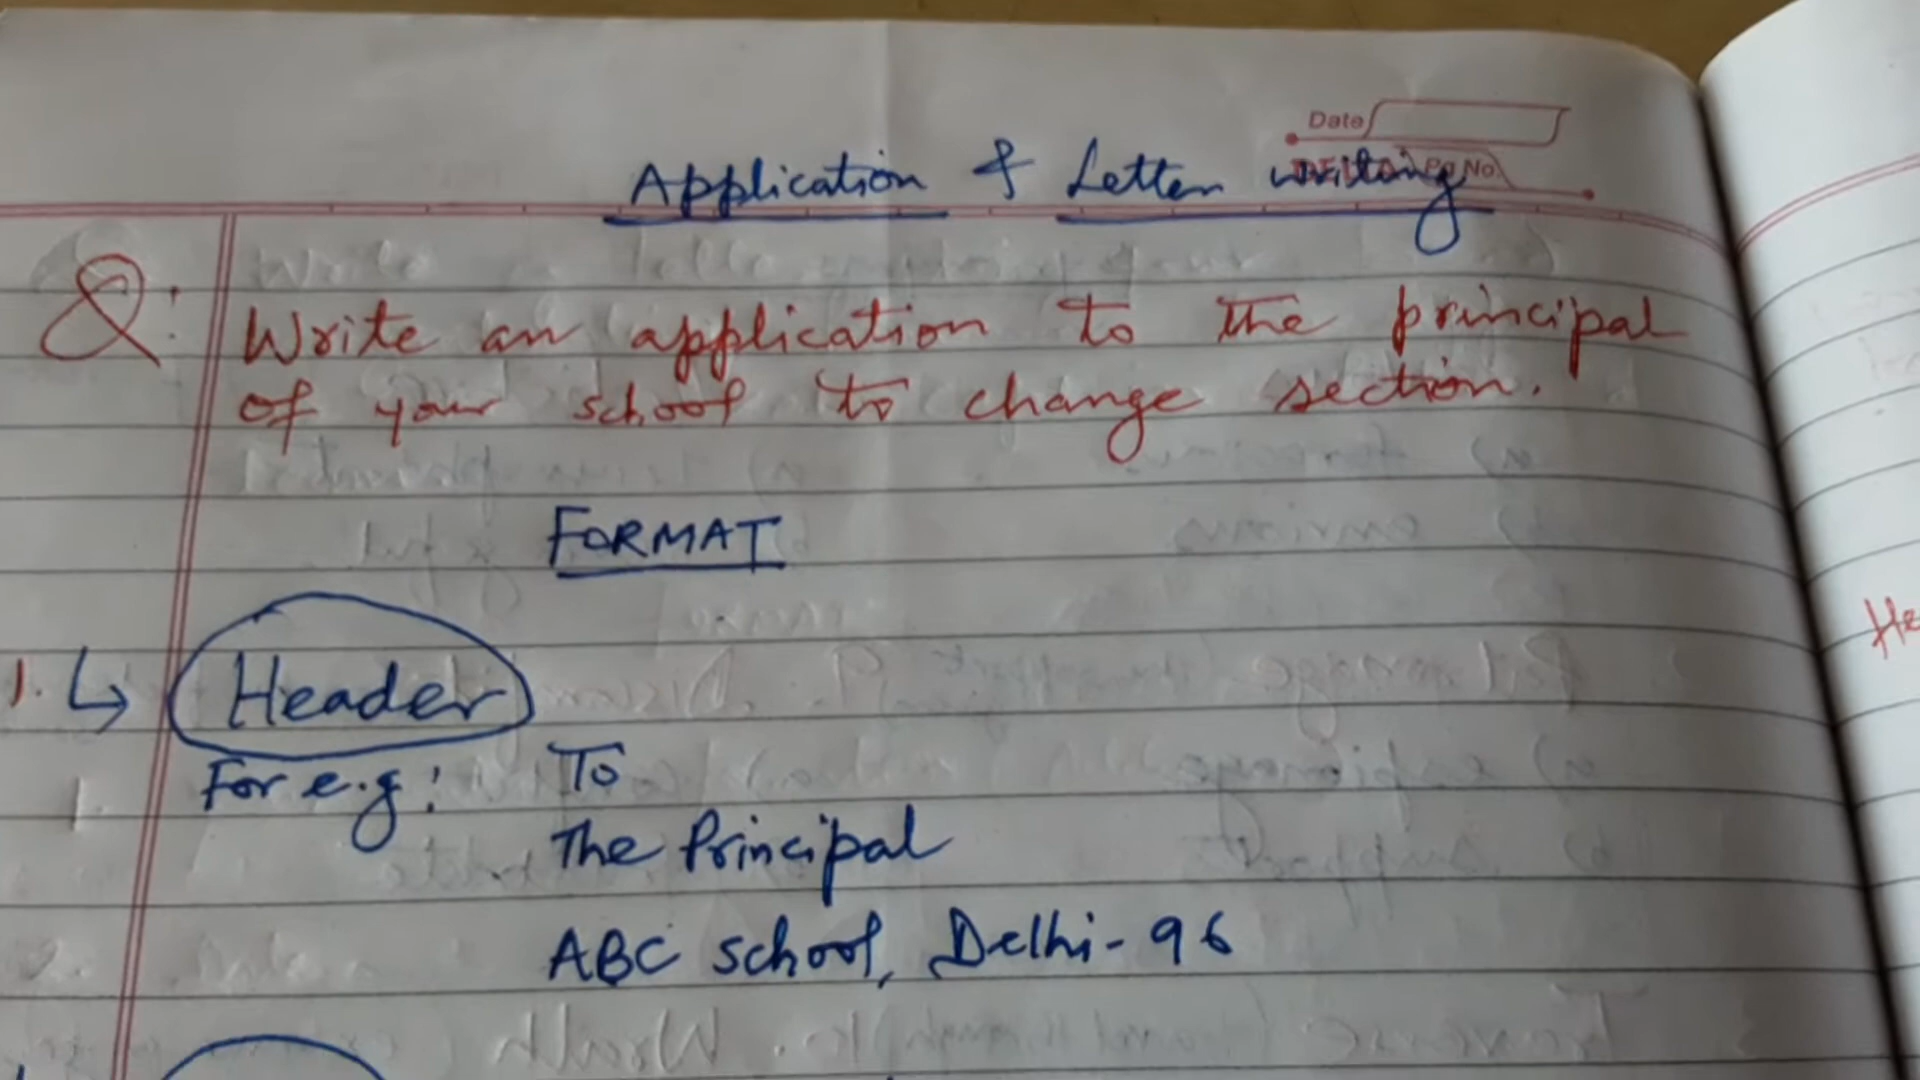 Date
Pg No.
Application & Letter writing
Q: Write an application to the principal
of your school to change section.
FORMAT
1. ↳ Header
For e.g: To
The Principal
ABC school, Delhi-96
He